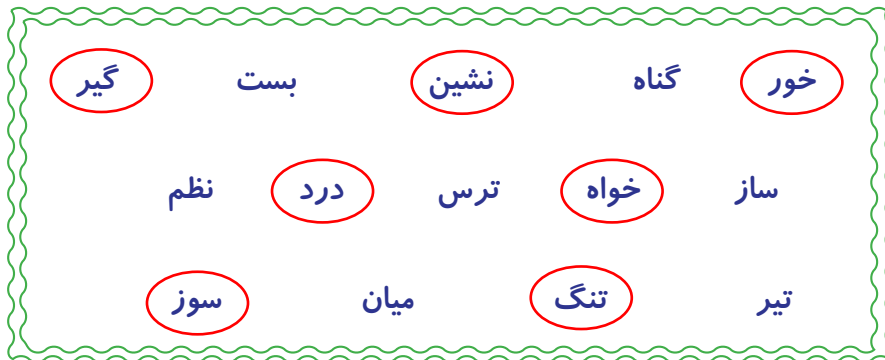 خور گناه نشین بست گیر
ساز خواه ترس درد نظم
تیر تنگ میان سوز